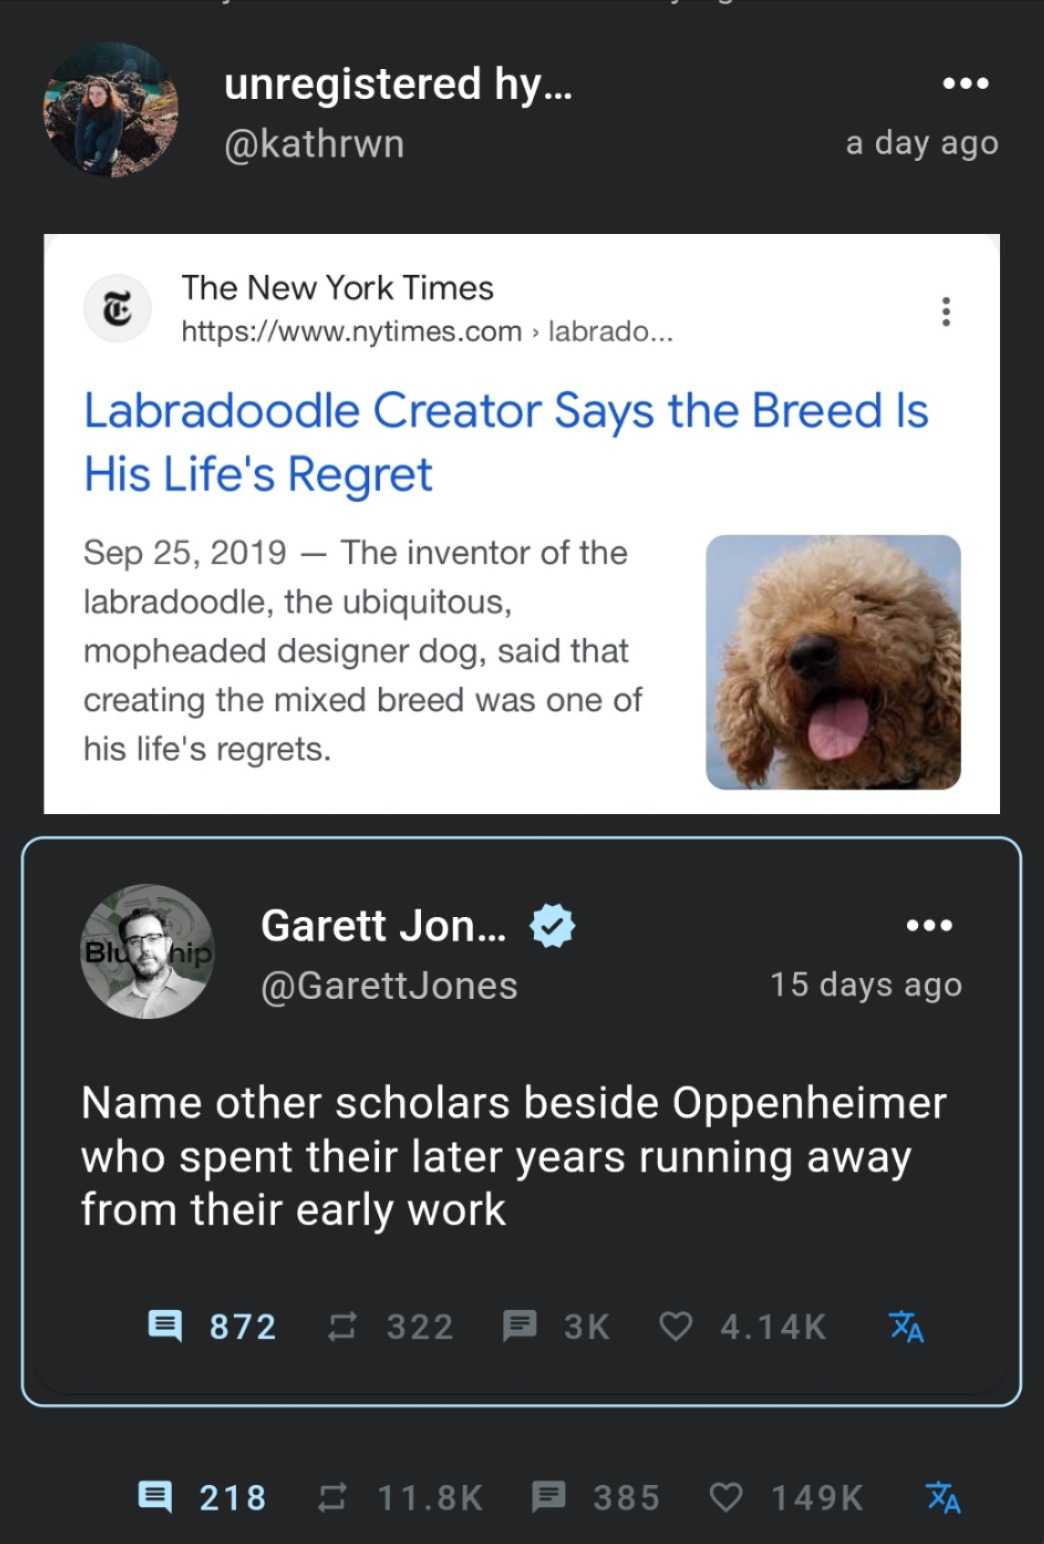 unregistered hy...
@kathrwn
a day ago
The New York Times
https://www.nytimes.com › labrado...
Labradoodle Creator Says the Breed Is
His Life's Regret
Sep 25, 2019 — The inventor of the
labradoodle, the ubiquitous,
mopheaded designer dog, said that
creating the mixed breed was one of
his life's regrets.
Garett Jon...
@GarettJones
15 days ago
Name other scholars beside Oppenheimer
who spent their later years running away
from their early work
872 322 3K 4.14K
218 11.8K 385 149K